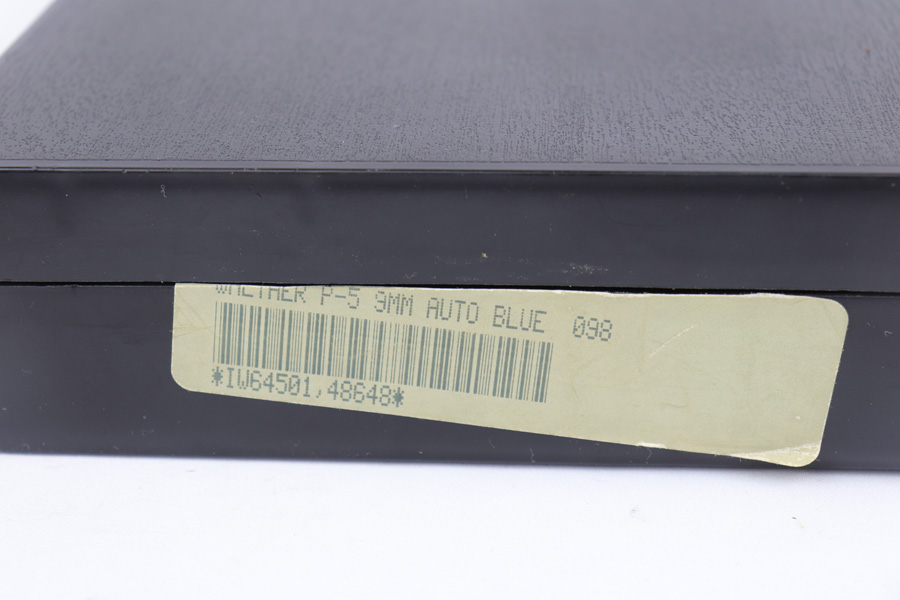 WALTHER P-5 9MM AUTO BLUE 098
*IW64501,48648*